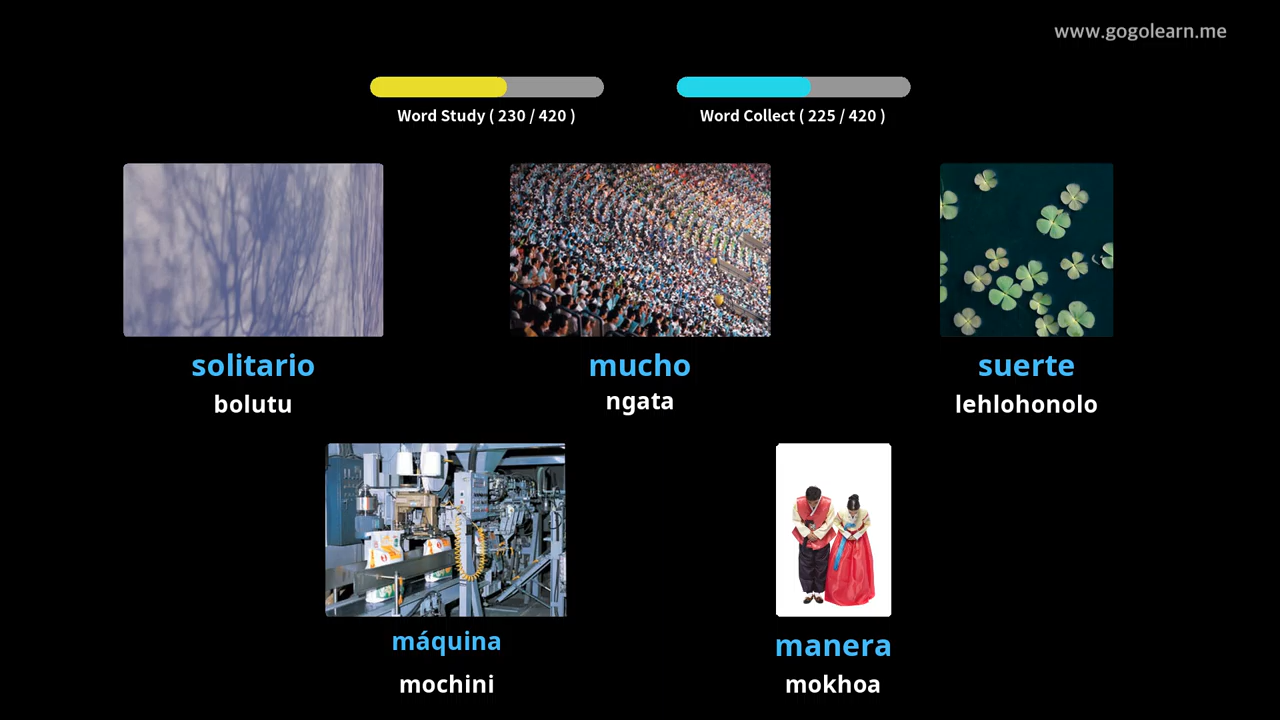 www.gogolearn.me
Word Study ( 230 / 420 )
Word Collect ( 225 / 420 )
solitario
bolutu
mucho
ngata
suerte
lehlohonolo
máquina
mochini
manera
mokhoa